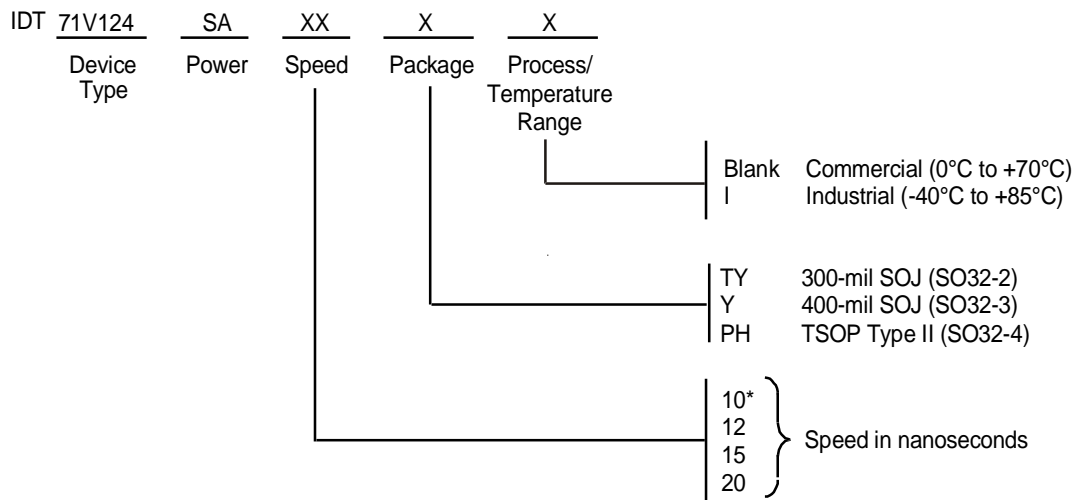 IDT 71V124 SA XX X X
Device Type Power Speed Package Process/ Temperature Range
Blank Commercial (0°C to +70°C)
I Industrial (-40°C to +85°C)
TY 300-mil SOJ (SO32-2)
Y 400-mil SOJ (SO32-3)
PH TSOP Type II (SO32-4)
10*
12
15
20
Speed in nanoseconds